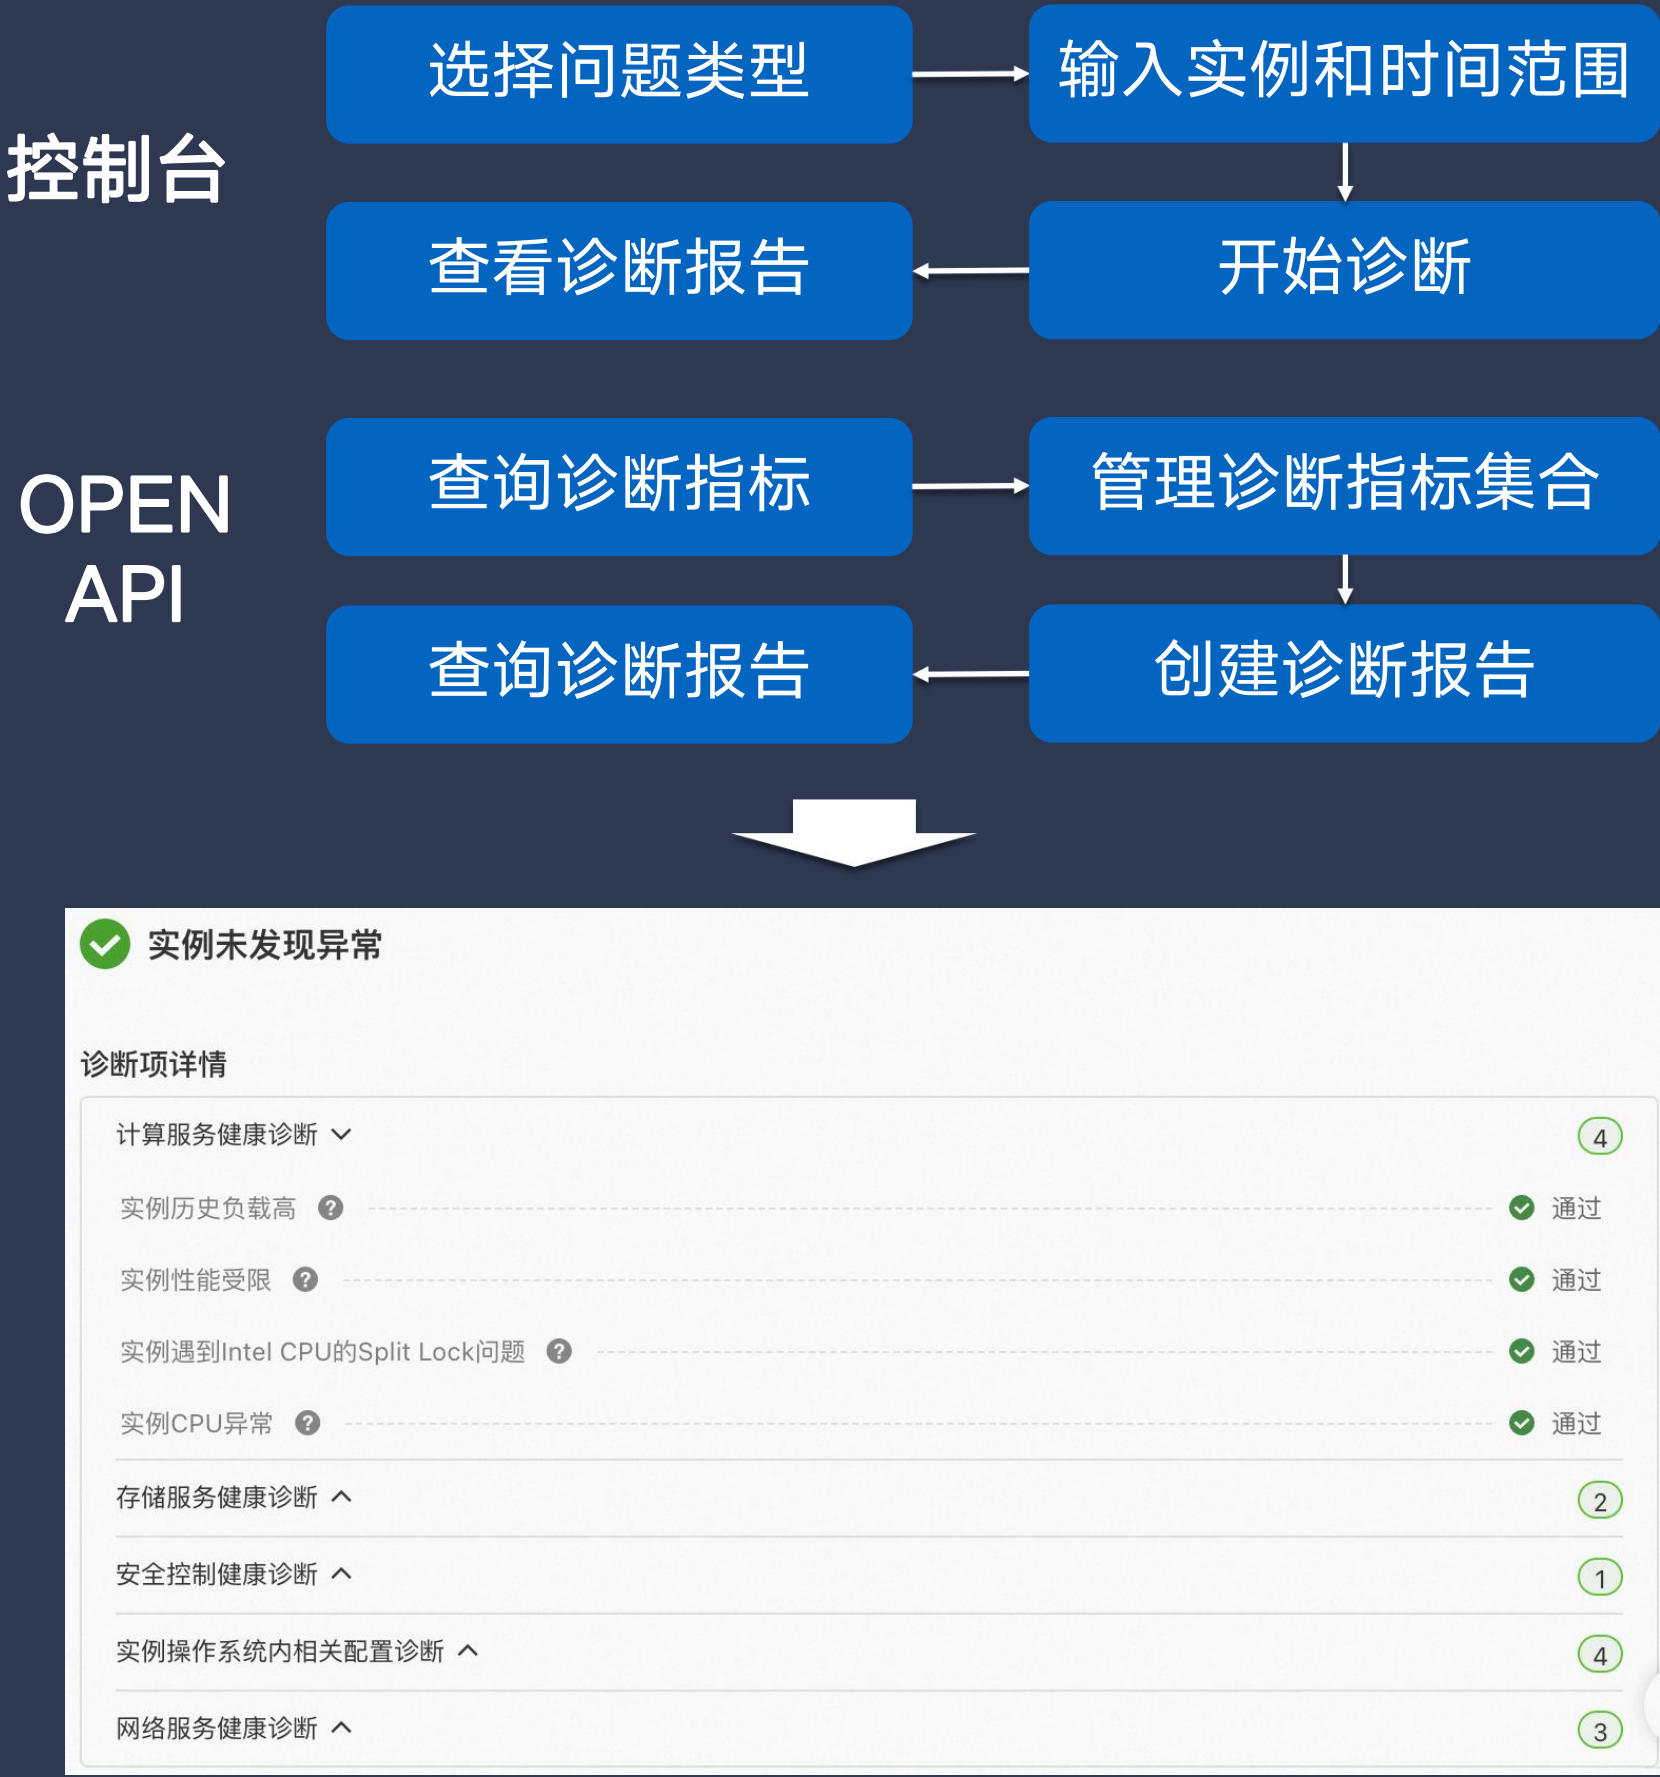 控制台
选择问题类型
输入实例和时间范围
查看诊断报告
开始诊断
OPEN
API
查询诊断指标
管理诊断指标集合
查询诊断报告
创建诊断报告
实例未发现异常
诊断项详情
计算服务健康诊断 4
实例历史负载高 ? 通过
实例性能受限 ? 通过
实例遇到Intel CPU的Split Lock问题 ? 通过
实例CPU异常 ? 通过
存储服务健康诊断 2
安全控制健康诊断 1
实例操作系统内相关配置诊断 4
网络服务健康诊断 3